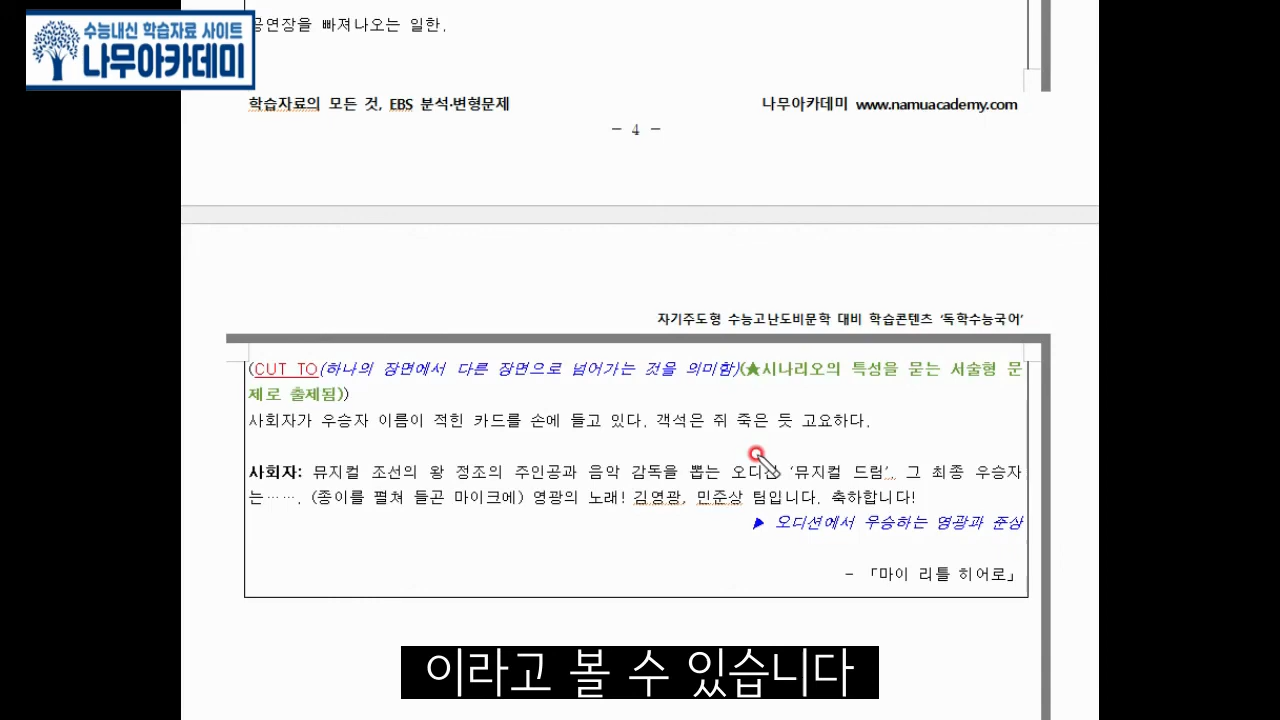 공연장을 빠져나오는 일한.
수능내신 학습자료 사이트
나무아카데미
학습자료의 모든 것, EBS 분석·변형문제
나무아카데미 www.namuacademy.com
- 4 -
자기주도형 수능고난도비문학 대비 학습콘텐츠 '독학수능국어'
(CUT TO(하나의 장면에서 다른 장면으로 넘어가는 것을 의미함)(★시나리오의 특성을 묻는 서술형 문
제로 출제됨))
사회자가 우승자 이름이 적힌 카드를 손에 들고 있다. 객석은 쥐 죽은 듯 고요하다.
사회자: 뮤지컬 조선의 왕 정조의 주인공과 음악 감독을 뽑는 오디션 '뮤지컬 드림', 그 최종 우승자
는……. (종이를 펼쳐 들곤 마이크에) 영광의 노래! 김영광, 민준상 팀입니다. 축하합니다!
▶ 오디션에서 우승하는 영광과 준상
- 「마이 리틀 히어로」
이라고 볼 수 있습니다